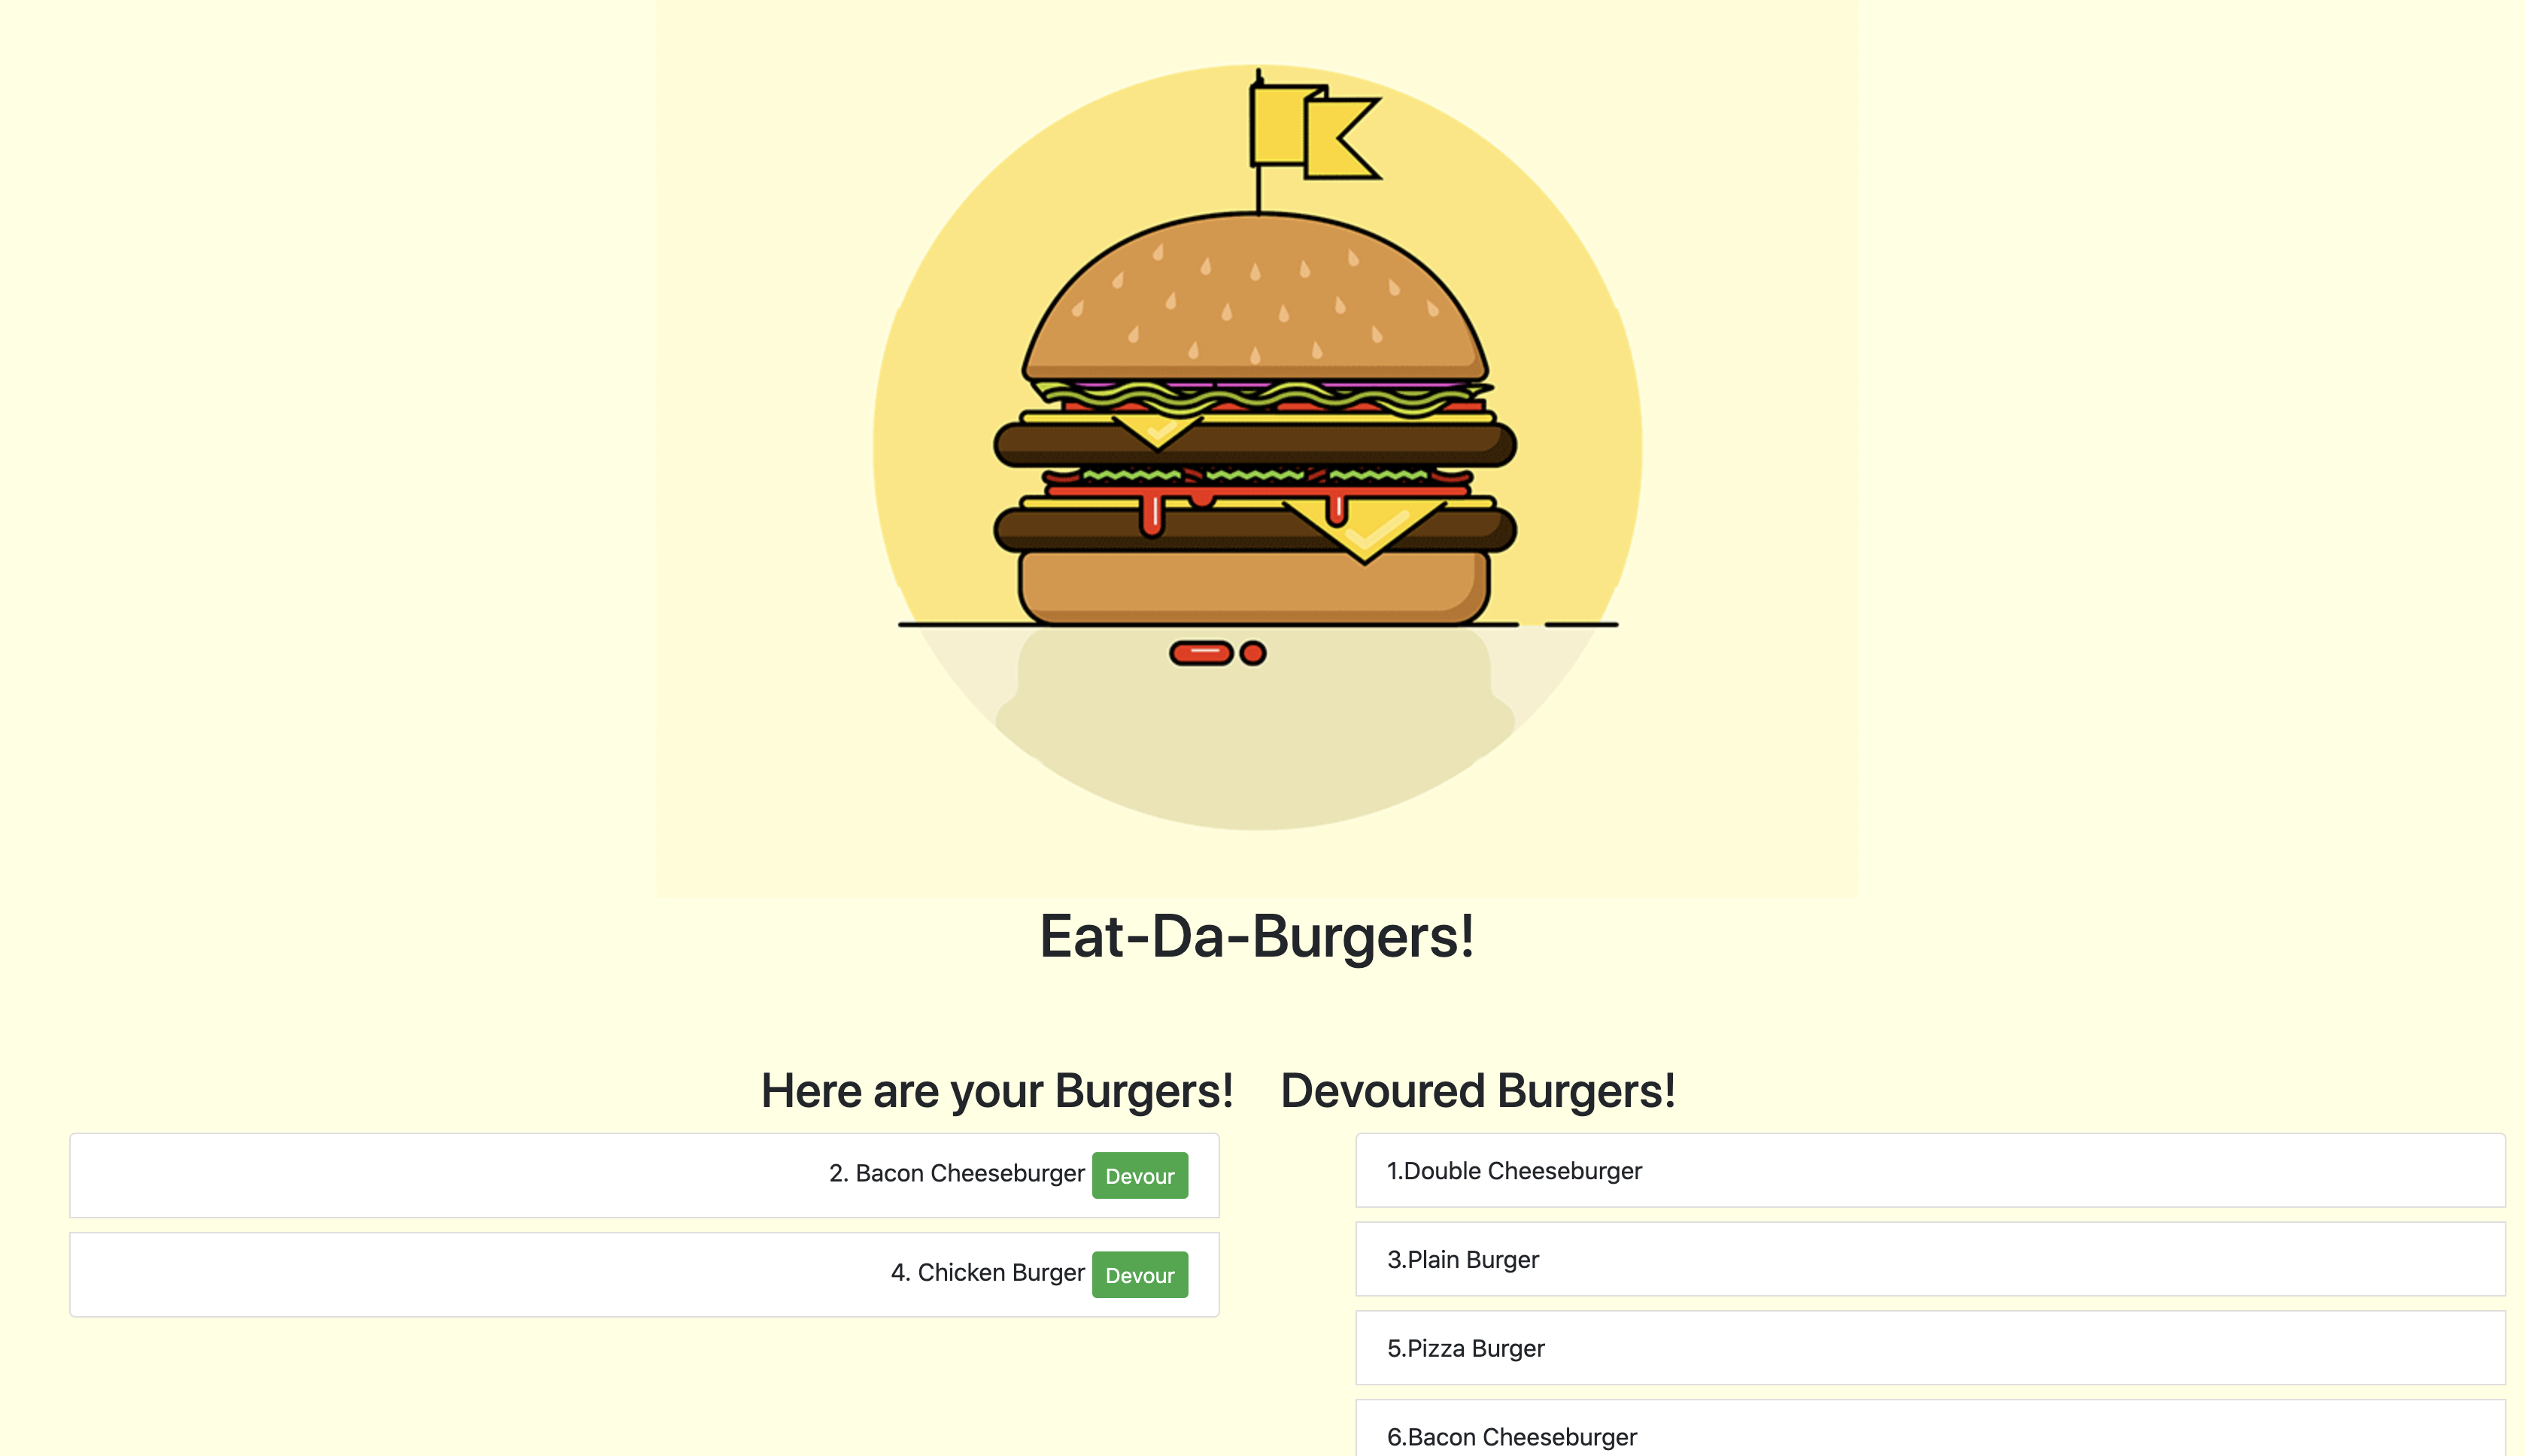 Eat-Da-Burgers!
Here are your Burgers!
2. Bacon Cheeseburger Devour
4. Chicken Burger Devour
Devoured Burgers!
1.Double Cheeseburger
3.Plain Burger
5.Pizza Burger
6.Bacon Cheeseburger